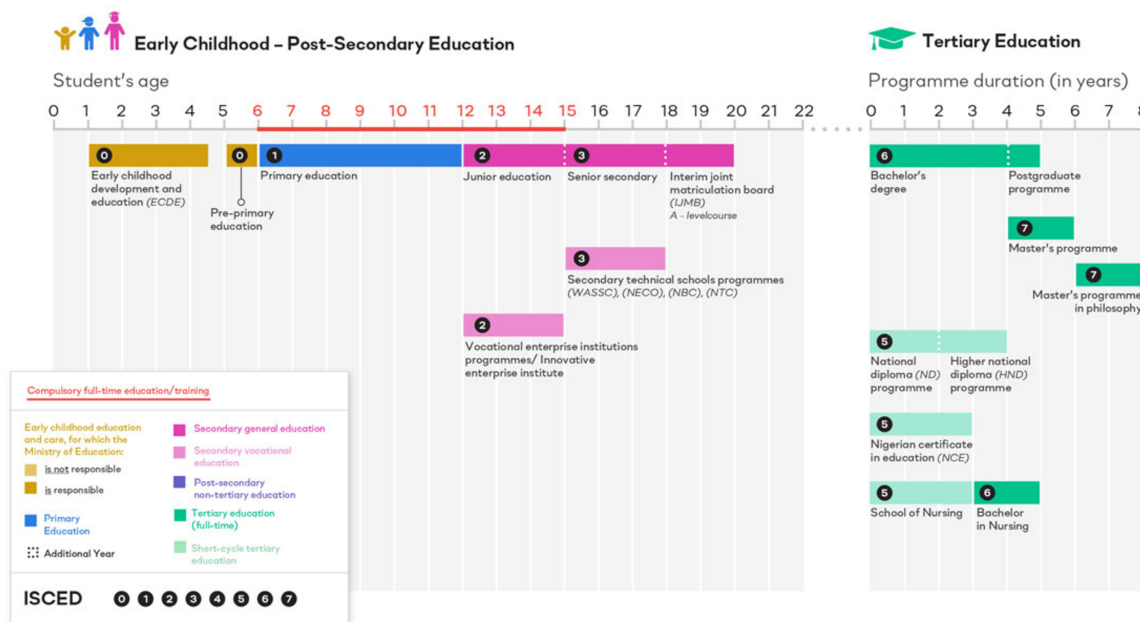 Early Childhood – Post-Secondary Education
Student's age
0 1 2 3 4 5 6 7 8 9 10 11 12 13 14 15 16 17 18 19 20 21 22
0
Early childhood
development and
education (ECDE)
0
Pre-primary
education
1
Primary education
2
Junior education
3
Senior secondary
Interim joint
matriculation board
(IJMB)
A - levelcourse
3
Secondary technical schools programmes
(WASSC), (NECO), (NBC), (NTC)
2
Vocational enterprise institutions
programmes/ Innovative
enterprise institute
Tertiary Education
Programme duration (in years)
0 1 2 3 4 5 6 7 8
6
Bachelor's
degree
Postgraduate
programme
7
Master's programme
7
Master's programme
in philosophy
5
National
diploma (ND)
programme
Higher national
diploma (HND)
programme
5
Nigerian certificate
in education (NCE)
5
School of Nursing
6
Bachelor
in Nursing
Compulsory full-time education/training
Early childhood education
and care, for which the
Ministry of Education:
is not responsible
is responsible
Primary
Education
Additional Year
Secondary general education
Secondary vocational
education
Post-secondary
non-tertiary education
Tertiary education
(full-time)
Short-cycle tertiary
education
ISCED 0 1 2 3 4 5 6 7